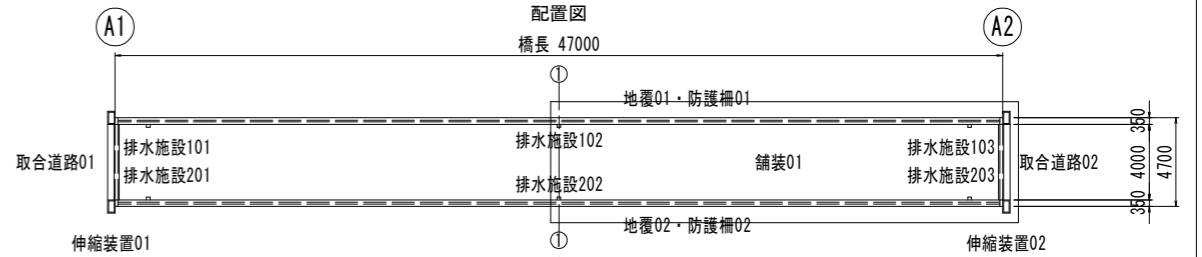 配置図
A1
A2
橋長 47000
①
地覆01・防護柵01
350
排水施設101
排水施設102
排水施設103
取合道路01
舗装01
取合道路02
4000
4700
排水施設201
排水施設202
排水施設203
350
地覆02・防護柵02
①
伸縮装置01
伸縮装置02